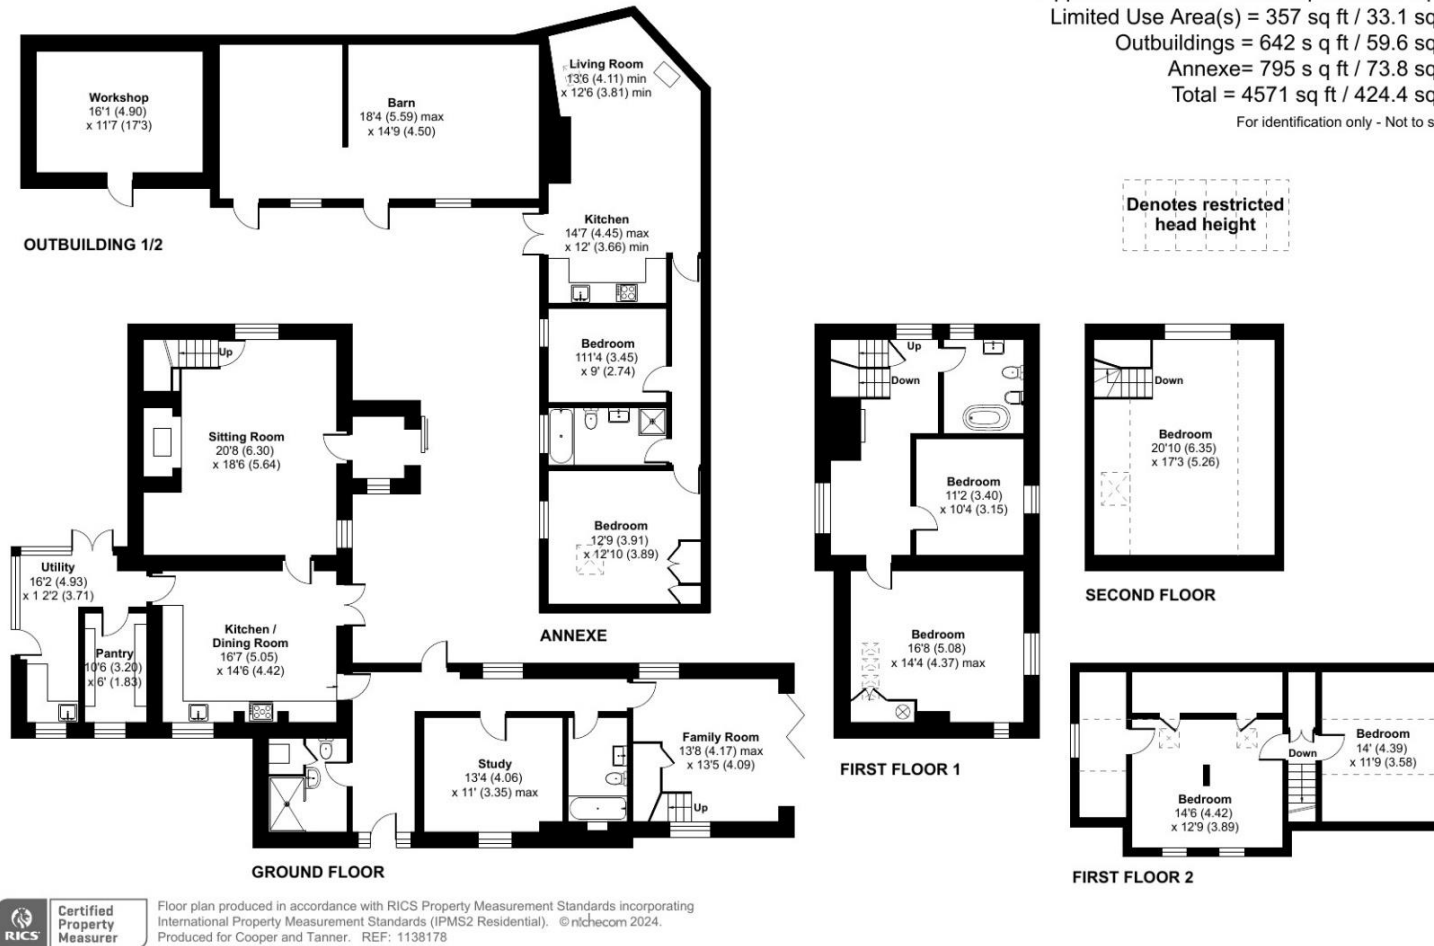 Limited Use Area(s) = 357 sq ft / 33.1 sq
Outbuildings = 642 s q ft / 59.6 sq
Annexe= 795 s q ft / 73.8 sq
Total = 4571 sq ft / 424.4 sq
For identification only - Not to s
Denotes restricted
head height
Workshop
16'1 (4.90)
x 11'7 (17'3)
Barn
18'4 (5.59) max
x 14'9 (4.50)
Living Room
13'6 (4.11) min
x 12'6 (3.81) min
Kitchen
14'7 (4.45) max
x 12' (3.66) min
OUTBUILDING 1/2
Bedroom
111'4 (3.45)
x 9' (2.74)
Bedroom
12'9 (3.91)
x 12'10 (3.89)
ANNEXE
Up
Sitting Room
20'8 (6.30)
x 18'6 (5.64)
Utility
16'2 (4.93)
x 1 2'2 (3.71)
Pantry
10'6 (3.20)
x 6' (1.83)
Kitchen /
Dining Room
16'7 (5.05)
x 14'6 (4.42)
Study
13'4 (4.06)
x 11' (3.35) max
Family Room
13'8 (4.17) max
x 13'5 (4.09)
Up
GROUND FLOOR
Up
Down
Bedroom
11'2 (3.40)
x 10'4 (3.15)
Bedroom
16'8 (5.08)
x 14'4 (4.37) max
FIRST FLOOR 1
Down
Bedroom
20'10 (6.35)
x 17'3 (5.26)
SECOND FLOOR
Bedroom
14'6 (4.42)
x 12'9 (3.89)
Down
Bedroom
14' (4.39)
x 11'9 (3.58)
FIRST FLOOR 2
RICS
Certified
Property
Measurer
Floor plan produced in accordance with RICS Property Measurement Standards incorporating
International Property Measurement Standards (IPMS2 Residential). ©nıchecom 2024.
Produced for Cooper and Tanner. REF: 1138178